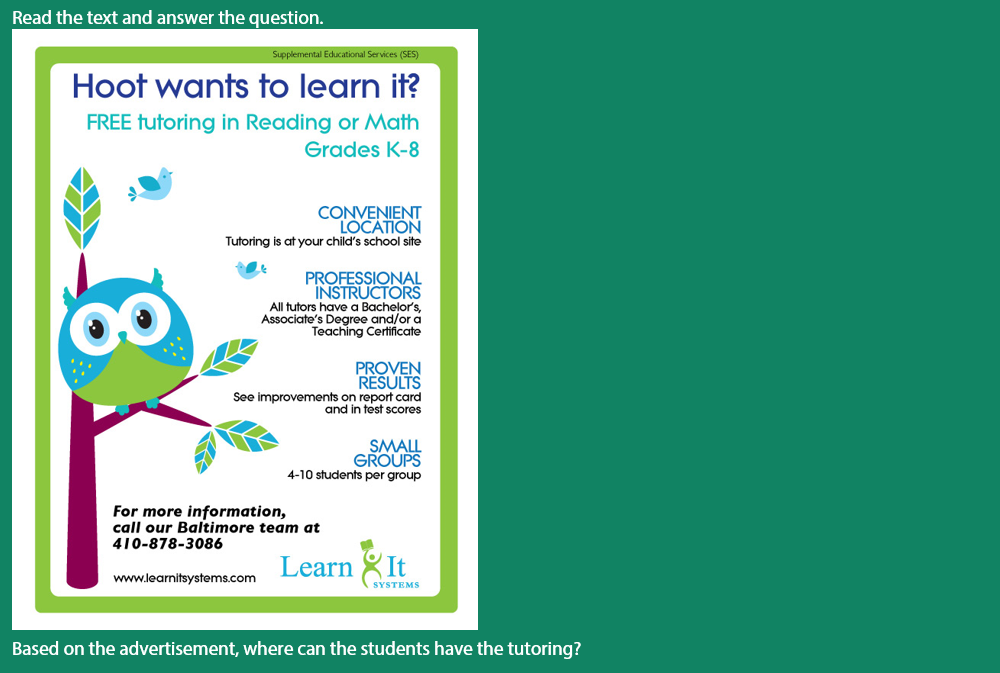 Read the text and answer the question.
Supplemental Educational Services (SES)
Hoot wants to learn it?
FREE tutoring in Reading or Math
Grades K-8
CONVENIENT
LOCATION
Tutoring is at your child's school site
PROFESSIONAL
INSTRUCTORS
All tutors have a Bachelor's,
Associate's Degree and/or a
Teaching Certificate
PROVEN
RESULTS
See improvements on report card
and in test scores
SMALL
GROUPS
4-10 students per group
For more information,
call our Baltimore team at
410-878-3086
www.learnitsystems.com
Learn It
SYSTEMS
Based on the advertisement, where can the students have the tutoring?